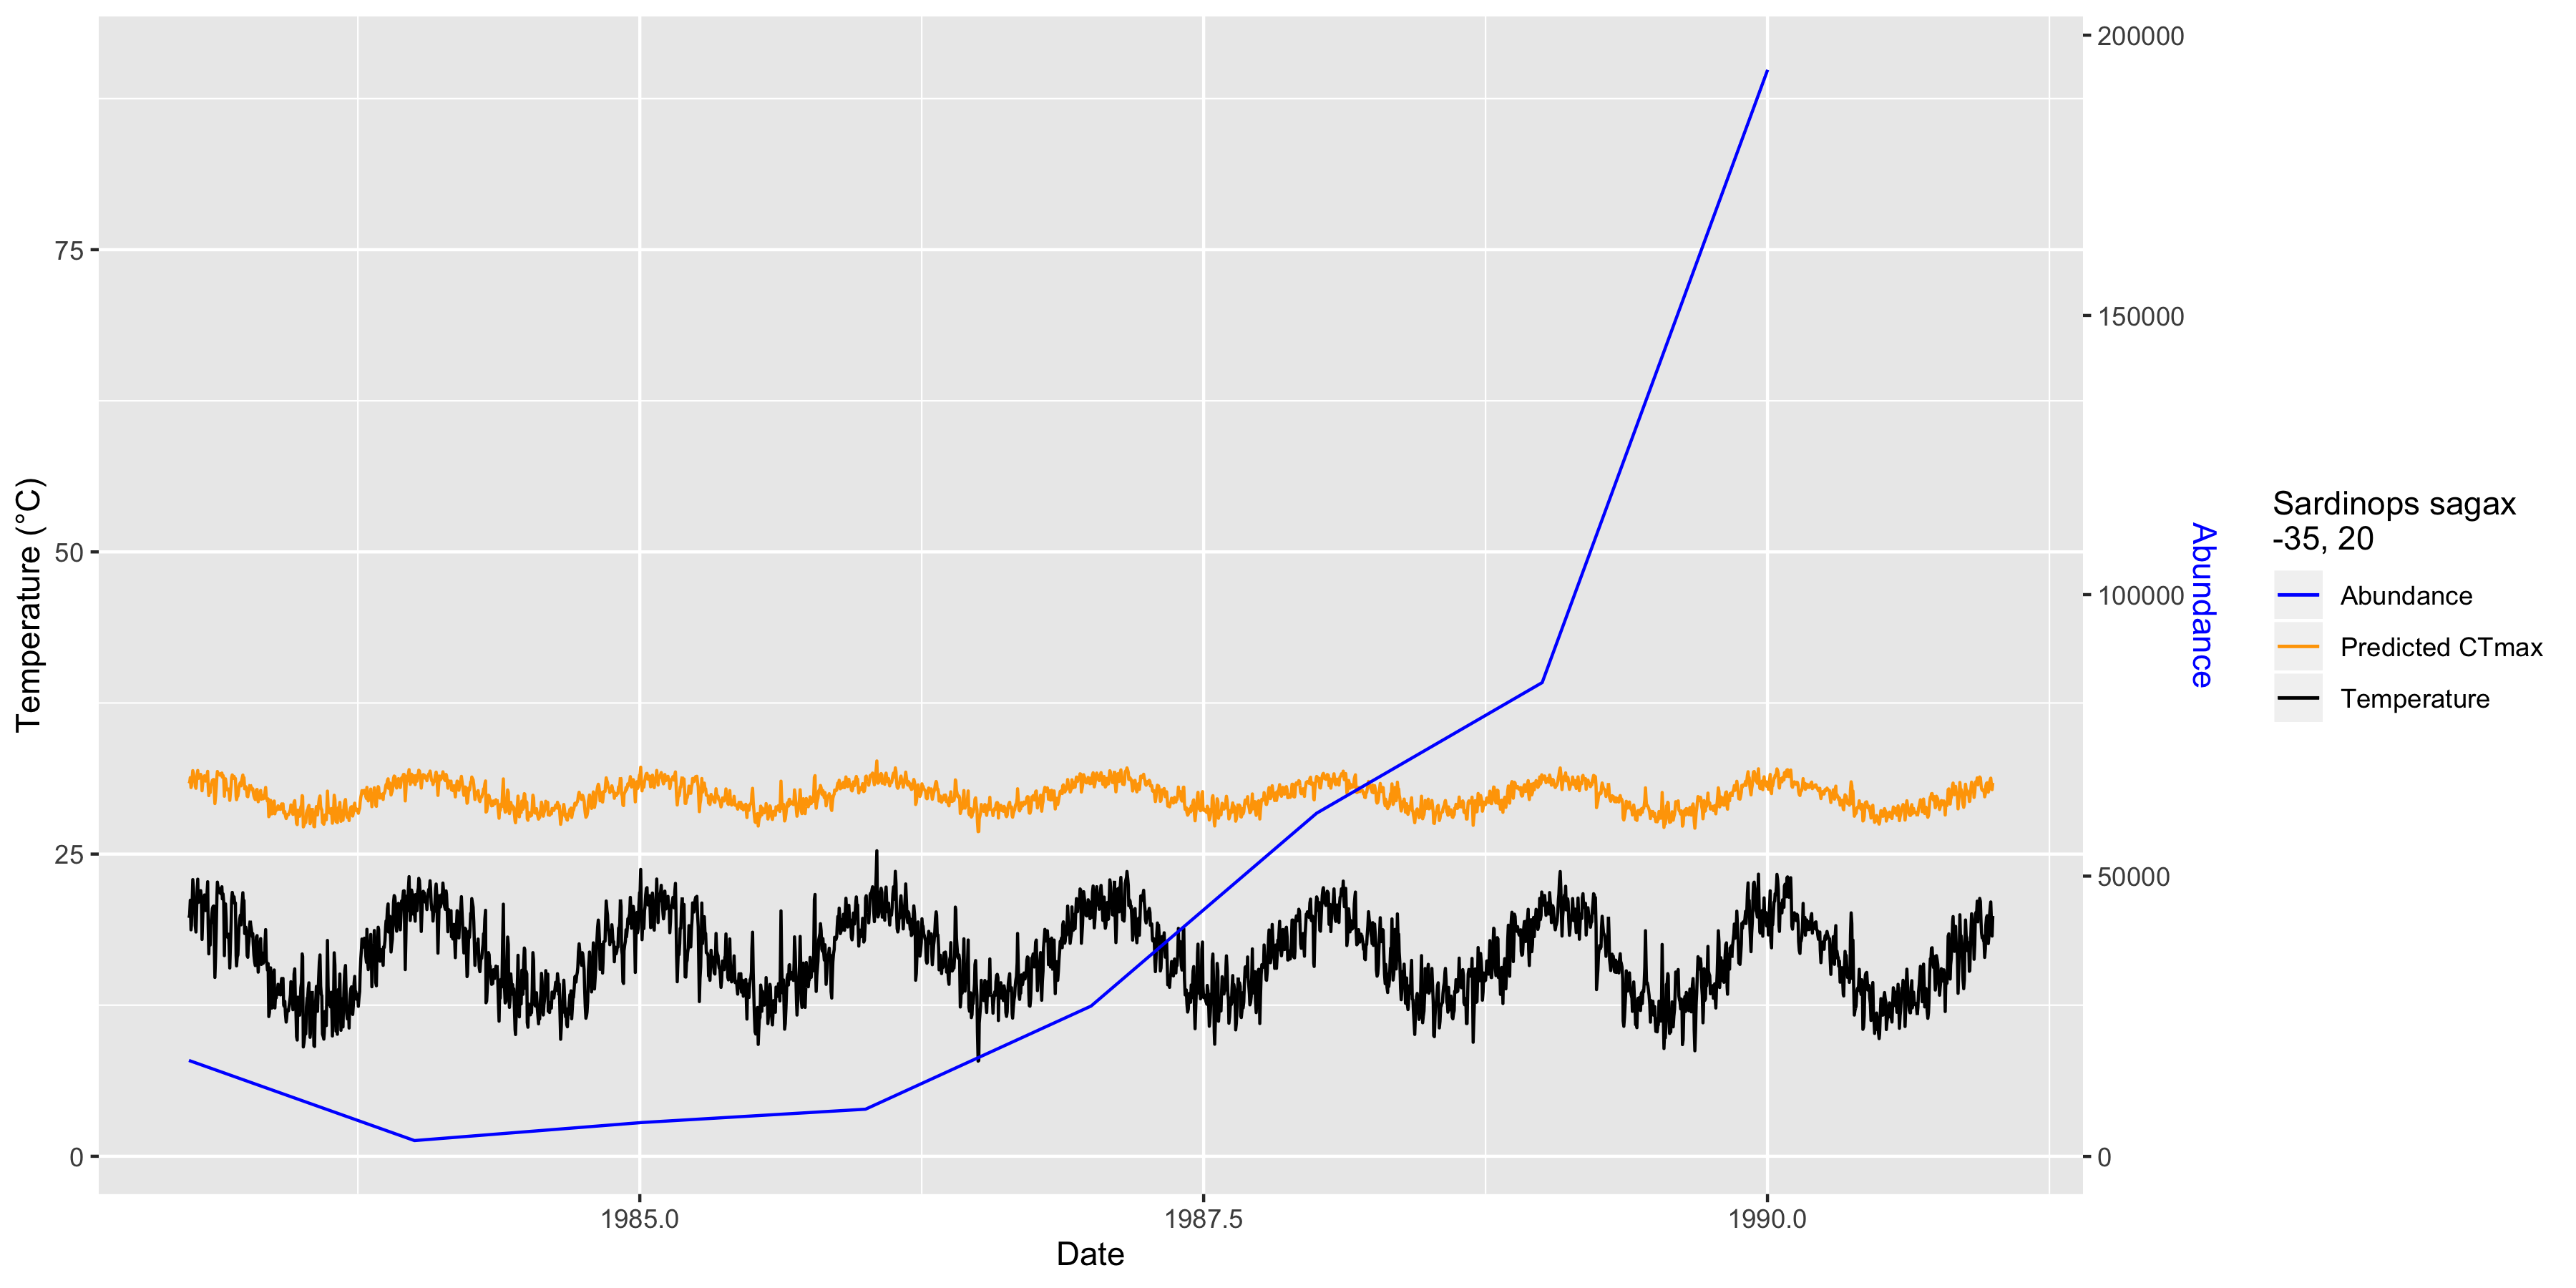 Temperature (°C)
75
50
25
0
1985.0
1987.5
1990.0
Date
200000
150000
100000
50000
0
Abundance
Sardinops sagax
-35, 20
Abundance
Predicted CTmax
Temperature